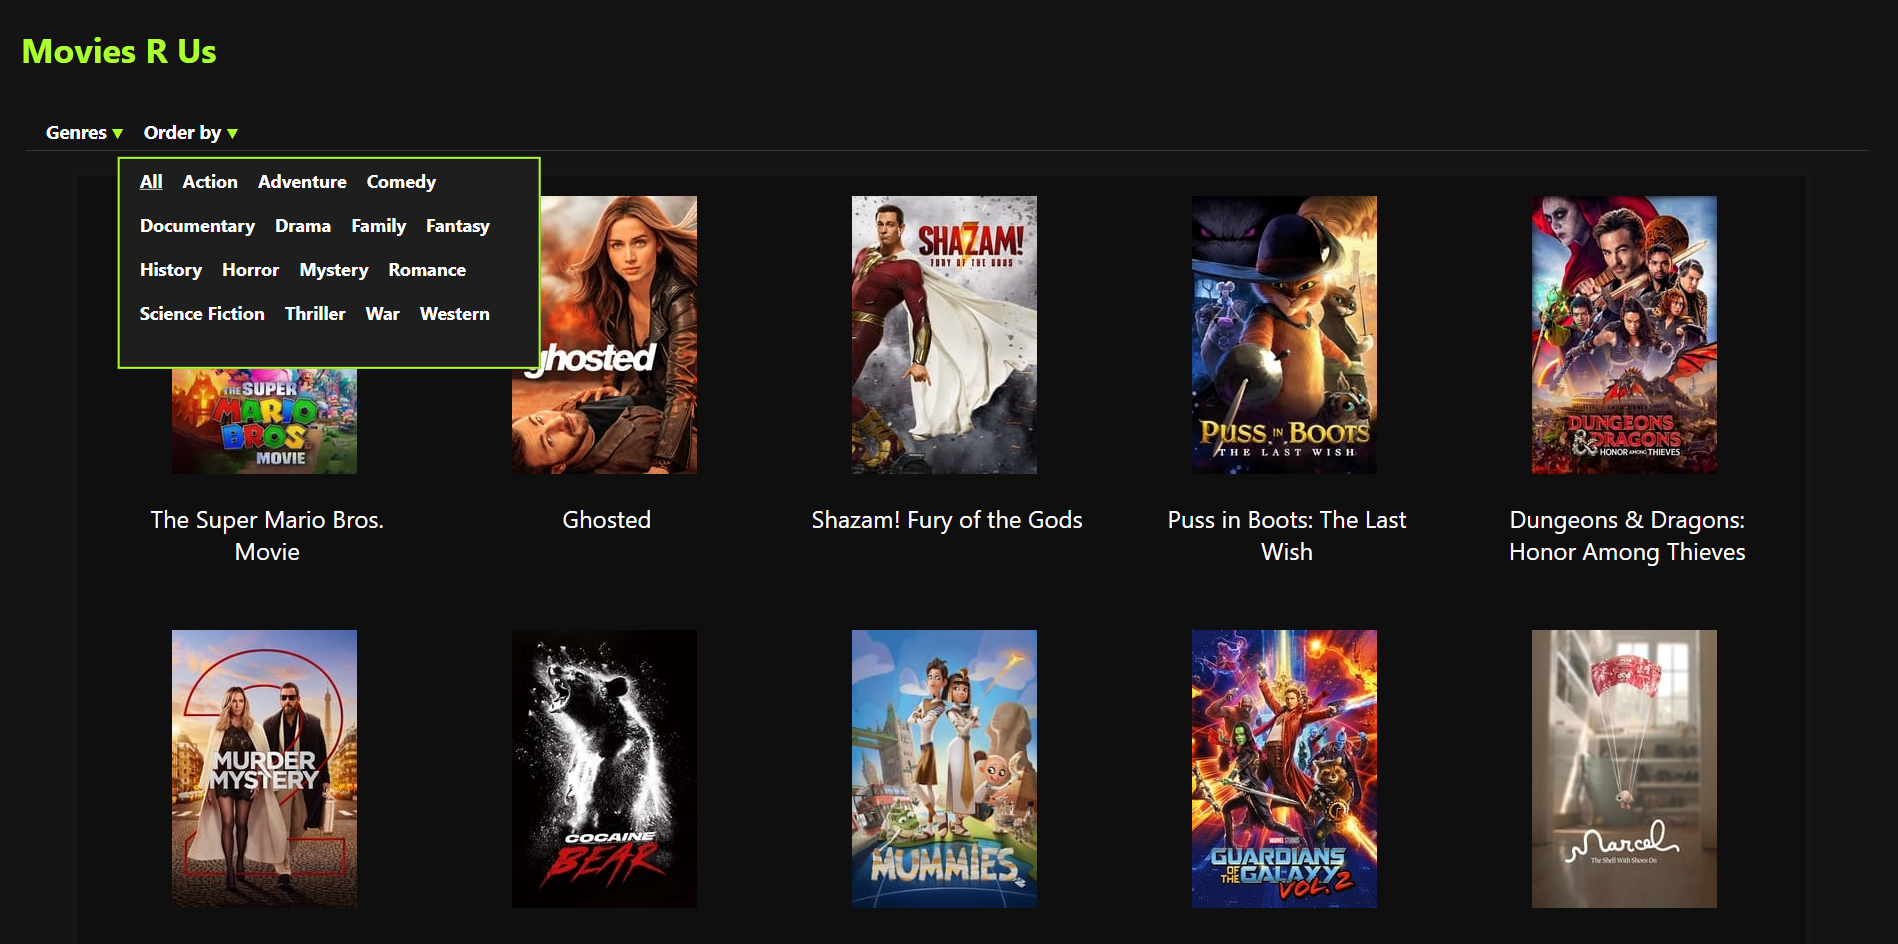 Movies R Us
Genres ▼ Order by ▼
All Action Adventure Comedy
Documentary Drama Family Fantasy
History Horror Mystery Romance
Science Fiction Thriller War Western
THE SUPER
MARIO
BROS
MOVIE
ghosted
SHAZAM!
FURY OF THE GODS
PUSS IN BOOTS
THE LAST WISH
DUNGEONS
& DRAGONS
HONOR AMONG THIEVES
The Super Mario Bros.
Movie
Ghosted
Shazam! Fury of the Gods
Puss in Boots: The Last
Wish
Dungeons & Dragons:
Honor Among Thieves
2
MURDER
MYSTERY
COCAINE
BEAR
MUMMIES
MARVEL STUDIOS
GUARDIANS
OF THE GALAXY
VOL. 2
Marcel
The Shell With Shoes On